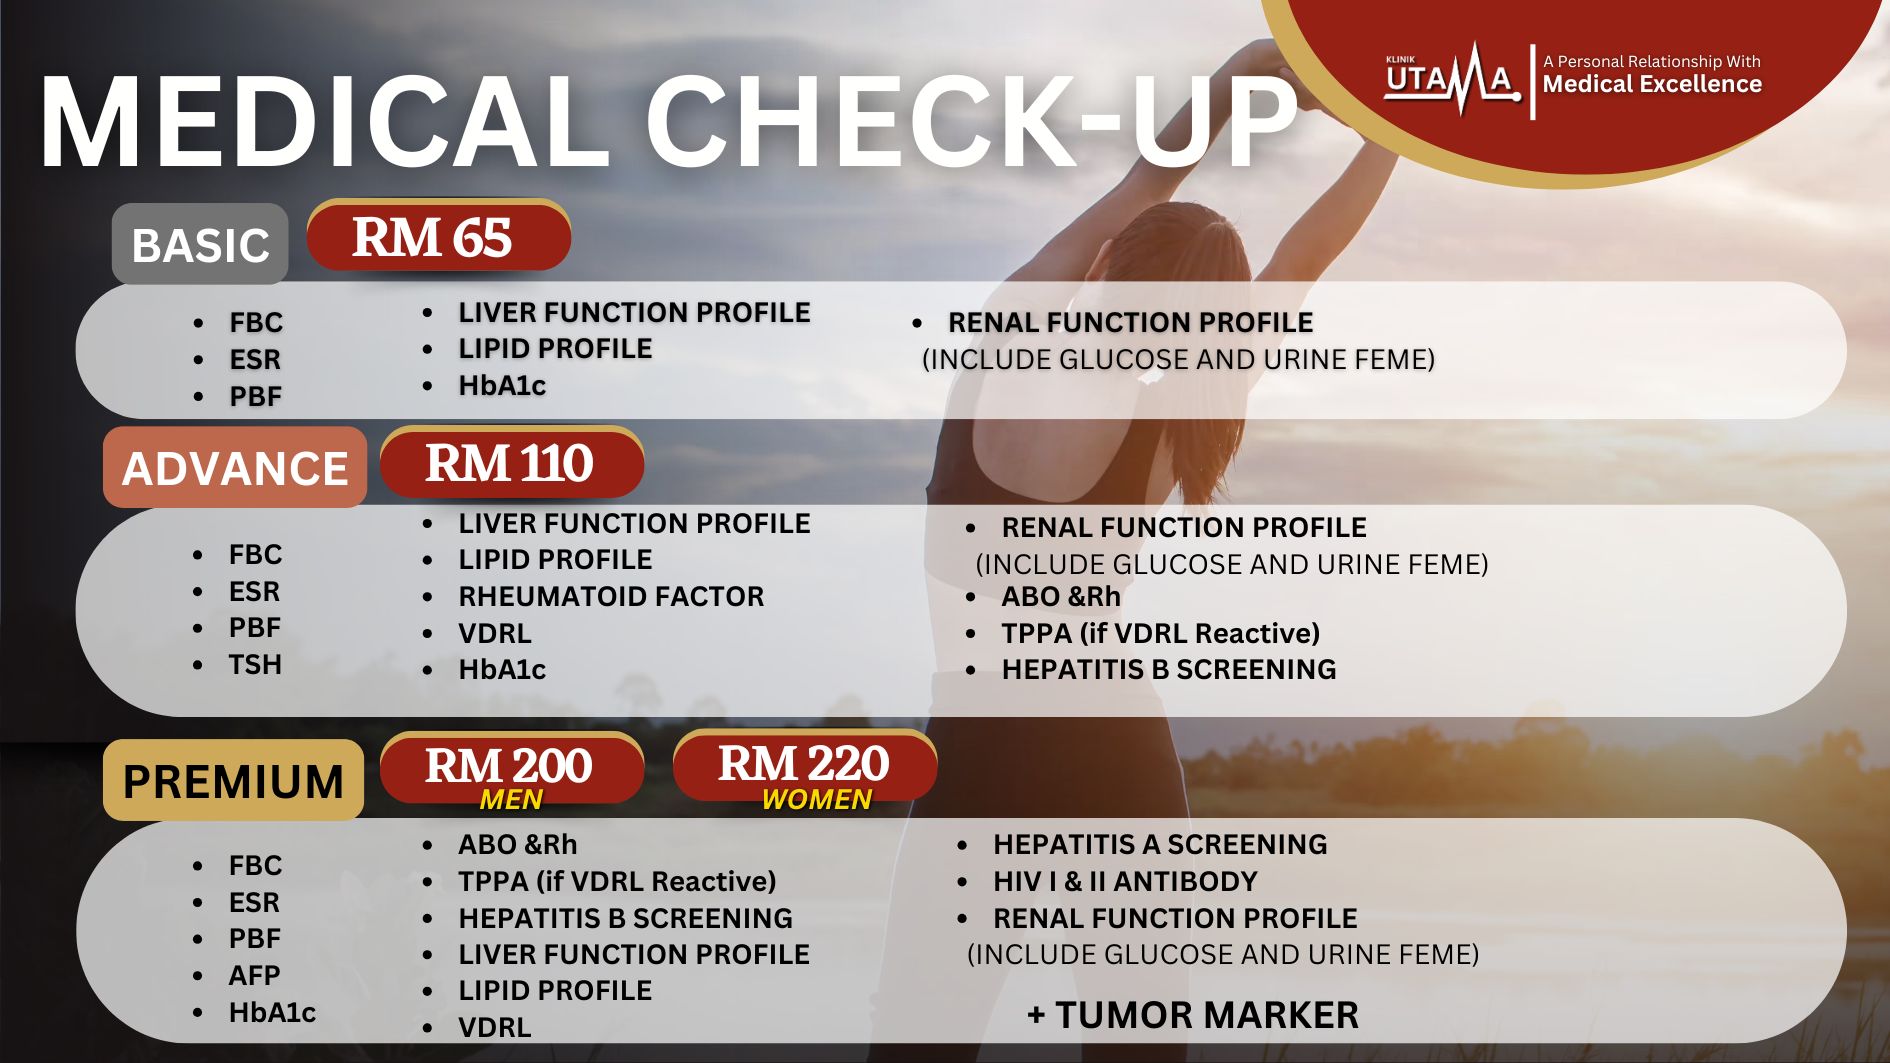 MEDICAL CHECK-UP
KLINIK
UTAMA
A Personal Relationship With
Medical Excellence
BASIC
RM 65
FBC
ESR
PBF
LIVER FUNCTION PROFILE
LIPID PROFILE
HbA1c
RENAL FUNCTION PROFILE
(INCLUDE GLUCOSE AND URINE FEME)
ADVANCE
RM 110
FBC
ESR
PBF
TSH
LIVER FUNCTION PROFILE
LIPID PROFILE
RHEUMATOID FACTOR
VDRL
HbA1c
RENAL FUNCTION PROFILE
(INCLUDE GLUCOSE AND URINE FEME)
ABO &Rh
TPPA (if VDRL Reactive)
HEPATITIS B SCREENING
PREMIUM
RM 200
MEN
RM 220
WOMEN
FBC
ESR
PBF
AFP
HbA1c
ABO &Rh
TPPA (if VDRL Reactive)
HEPATITIS B SCREENING
LIVER FUNCTION PROFILE
LIPID PROFILE
VDRL
HEPATITIS A SCREENING
HIV I & II ANTIBODY
RENAL FUNCTION PROFILE
(INCLUDE GLUCOSE AND URINE FEME)
+ TUMOR MARKER